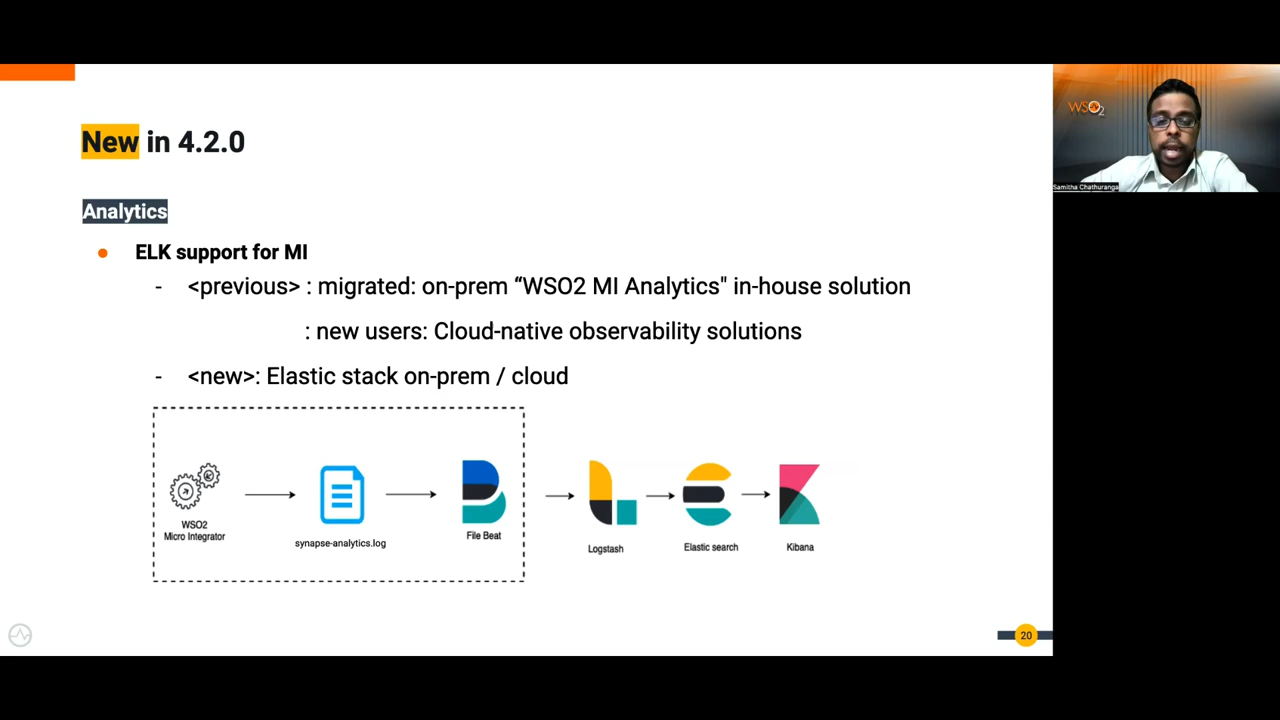 New in 4.2.0
WSO2
Samitha Chathuranga
Analytics
● ELK support for MI
- <previous> : migrated: on-prem “WSO2 MI Analytics" in-house solution
: new users: Cloud-native observability solutions
- <new>: Elastic stack on-prem / cloud
WSO2
Micro Integrator
synapse-analytics.log
File Beat
Logstash
Elastic search
Kibana
20